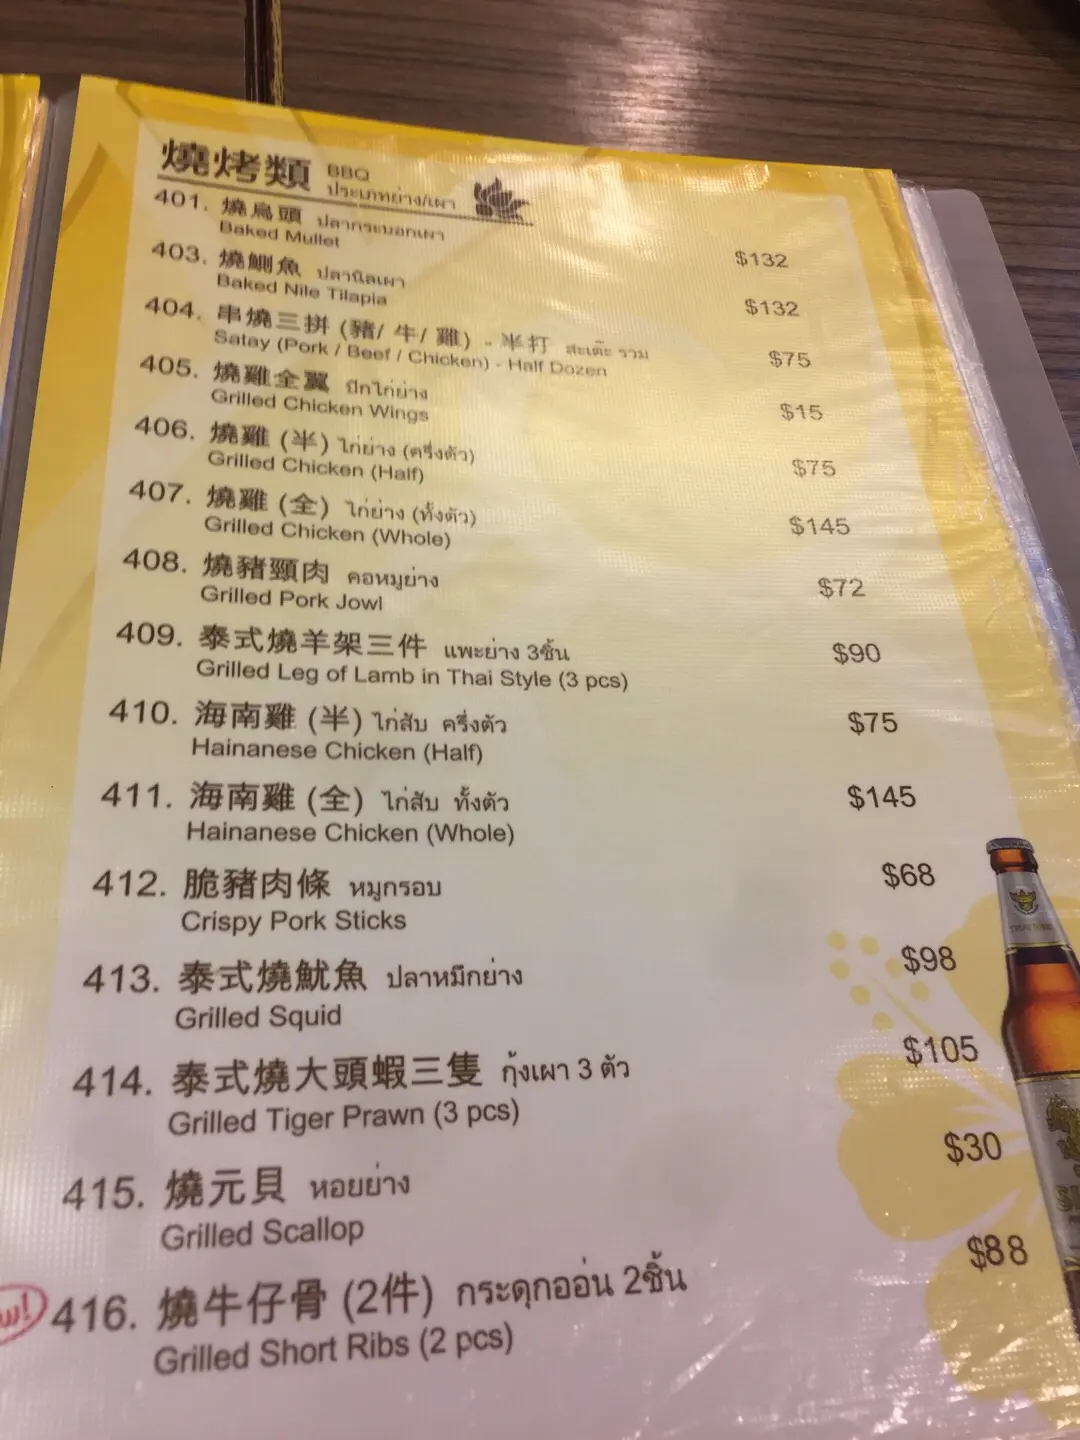 燒烤類 BBQ
ประเภทย่าง/เผา
401. 燒烏頭 ปลากระบอกเผา
Baked Mullet $132
403. 燒鰂魚 ปลานิลเผา
Baked Nile Tilapia $132
404. 串燒三拼 (豬/ 牛/ 雞) - 半打 สะเต๊ะ รวม
Satay (Pork / Beef / Chicken) - Half Dozen $75
405. 燒雞全翼 ปีกไก่ย่าง
Grilled Chicken Wings $15
406. 燒雞 (半) ไก่ย่าง (ครึ่งตัว)
Grilled Chicken (Half) $75
407. 燒雞 (全) ไก่ย่าง (ทั้งตัว)
Grilled Chicken (Whole) $145
408. 燒豬頸肉 คอหมูย่าง
Grilled Pork Jowl $72
409. 泰式燒羊架三件 แพะย่าง 3ชิ้น $90
Grilled Leg of Lamb in Thai Style (3 pcs)
410. 海南雞 (半) ไก่สับ ครึ่งตัว $75
Hainanese Chicken (Half)
411. 海南雞 (全) ไก่สับ ทั้งตัว $145
Hainanese Chicken (Whole)
412. 脆豬肉條 หมูกรอบ $68
Crispy Pork Sticks
413. 泰式燒魷魚 ปลาหมึกย่าง $98
Grilled Squid
414. 泰式燒大頭蝦三隻 กุ้งเผา 3 ตัว $105
Grilled Tiger Prawn (3 pcs)
415. 燒元貝 หอยย่าง $30
Grilled Scallop
416. 燒牛仔骨 (2件) กระดุกออ่น 2ชิ้น $88
Grilled Short Ribs (2 pcs)